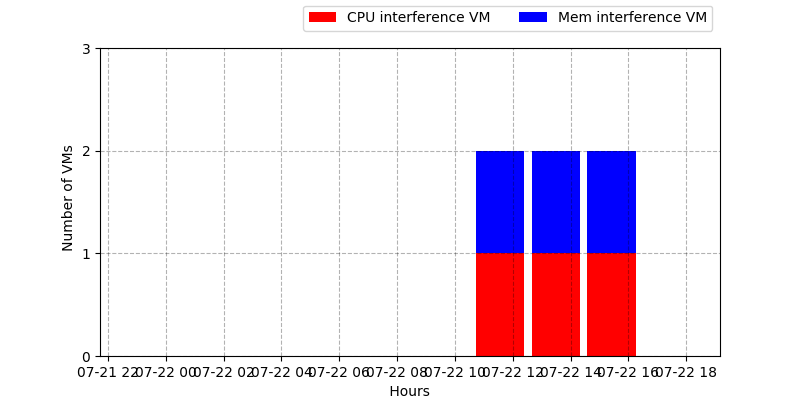 CPU interference VM Mem interference VM
3
2
1
0
Number of VMs
07-21 22 07-22 00 07-22 02 07-22 04 07-22 06 07-22 08 07-22 10 07-22 12 07-22 14 07-22 16 07-22 18
Hours